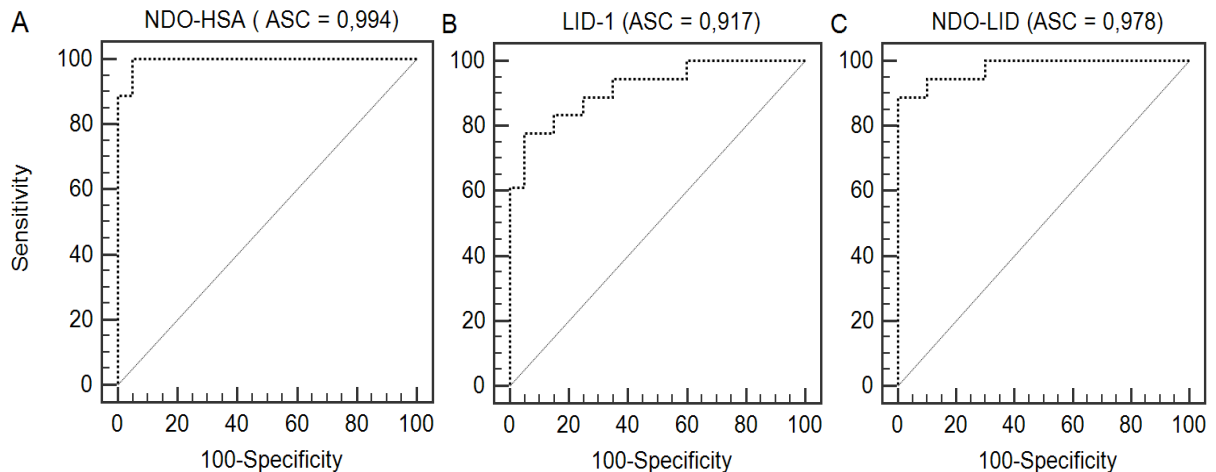 A NDO-HSA ( ASC = 0,994)
B LID-1 (ASC = 0,917)
C NDO-LID (ASC = 0,978)
Sensitivity
100
80
60
40
20
0
0 20 40 60 80 100
100-Specificity
100
80
60
40
20
0
0 20 40 60 80 100
100-Specificity
100
80
60
40
20
0
0 20 40 60 80 100
100-Specificity